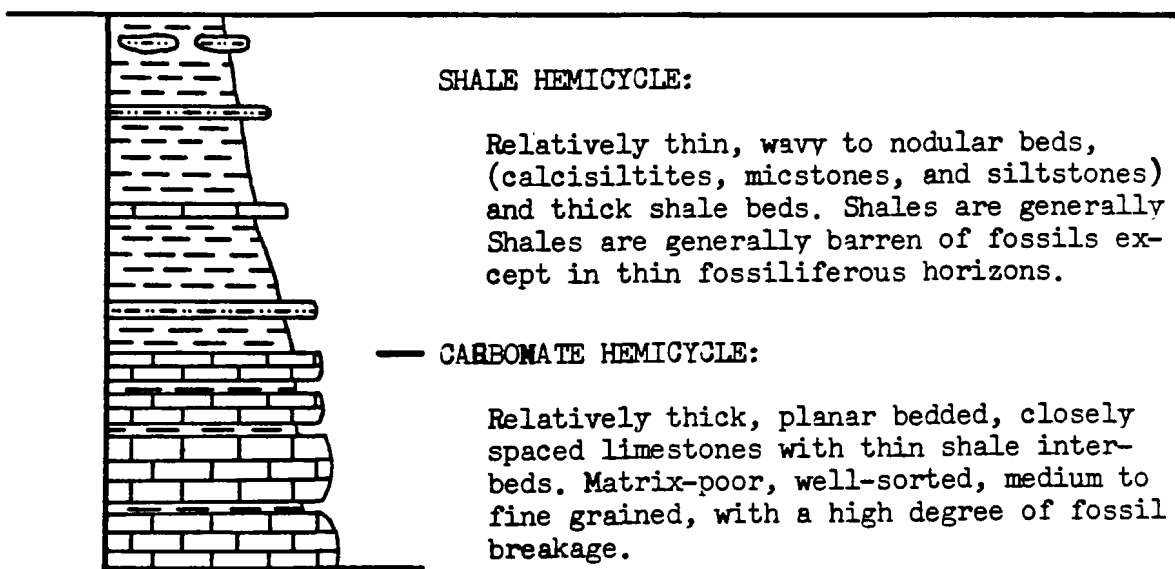 SHALE HEMICYCLE:
Relatively thin, wavy to nodular beds,
(calcisiltites, micstones, and siltstones)
and thick shale beds. Shales are generally
Shales are generally barren of fossils ex-
cept in thin fossiliferous horizons.
CARBONATE HEMICYCLE:
Relatively thick, planar bedded, closely
spaced limestones with thin shale inter-
beds. Matrix-poor, well-sorted, medium to
fine grained, with a high degree of fossil
breakage.